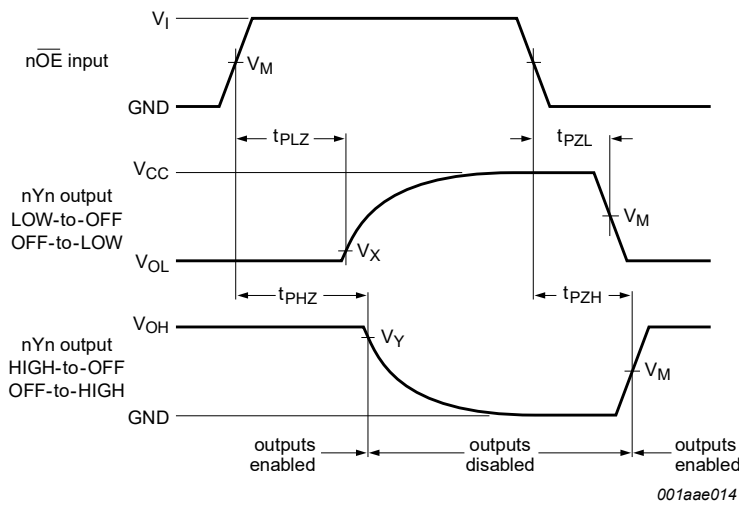 V_I
nO̅E̅ input
V_M
GND
t_PLZ
t_PZL
V_CC
nYn output
LOW-to-OFF
OFF-to-LOW
V_M
V_X
V_OL
t_PHZ
t_PZH
V_OH
nYn output
HIGH-to-OFF
OFF-to-HIGH
V_Y
V_M
GND
outputs
enabled
outputs
disabled
outputs
enabled
001aae014